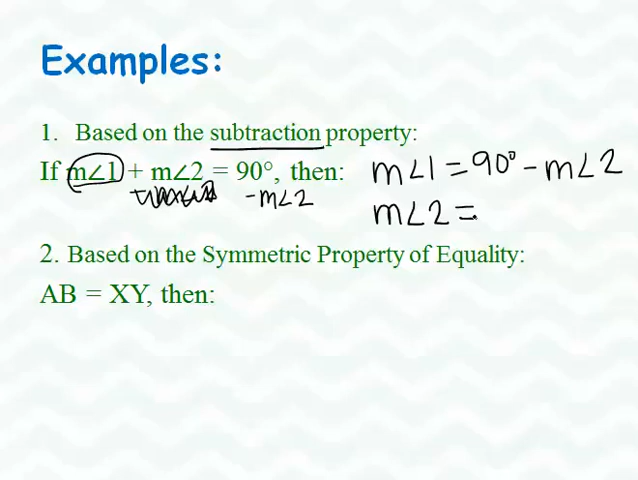 Examples:
1. Based on the subtraction property:
If m∠1 + m∠2 = 90°, then: m∠1 = 90° - m∠2
-m∠2
m∠2 =
2. Based on the Symmetric Property of Equality:
AB = XY, then: